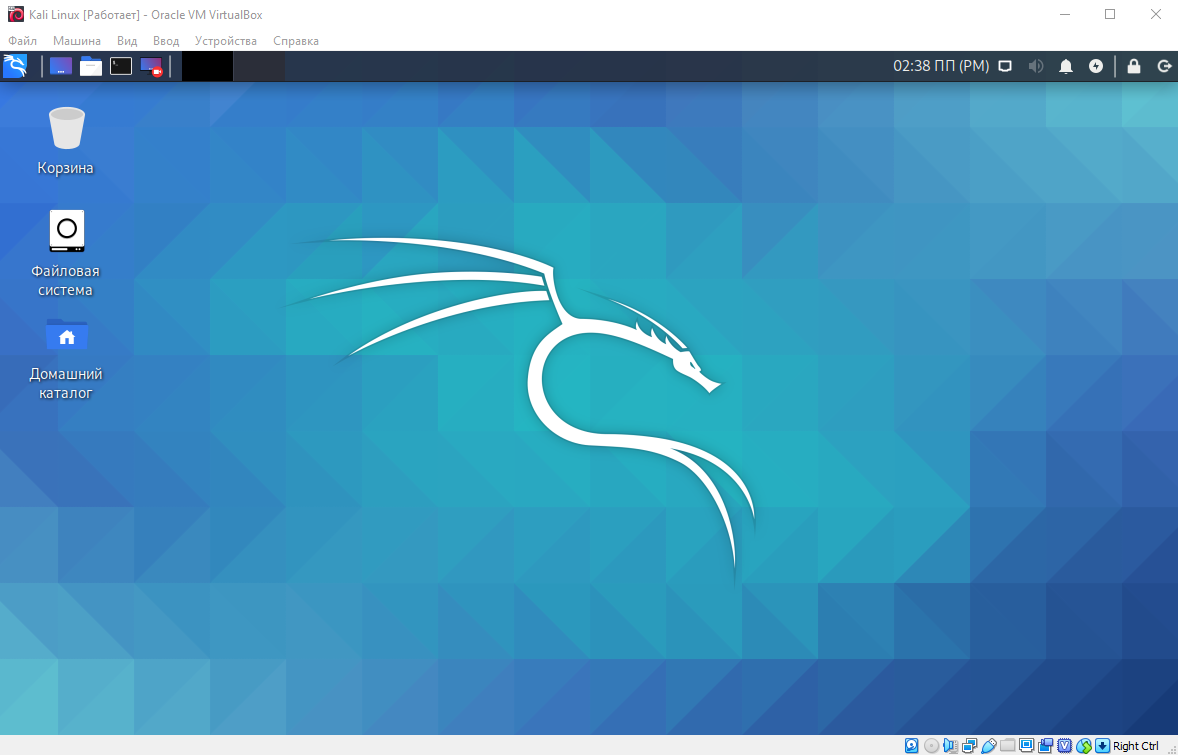 Kali Linux [Работает] - Oracle VM VirtualBox
Файл Машина Вид Ввод Устройства Справка
02:38 ПП (PM)
Корзина
Файловая
система
Домашний
каталог
Right Ctrl